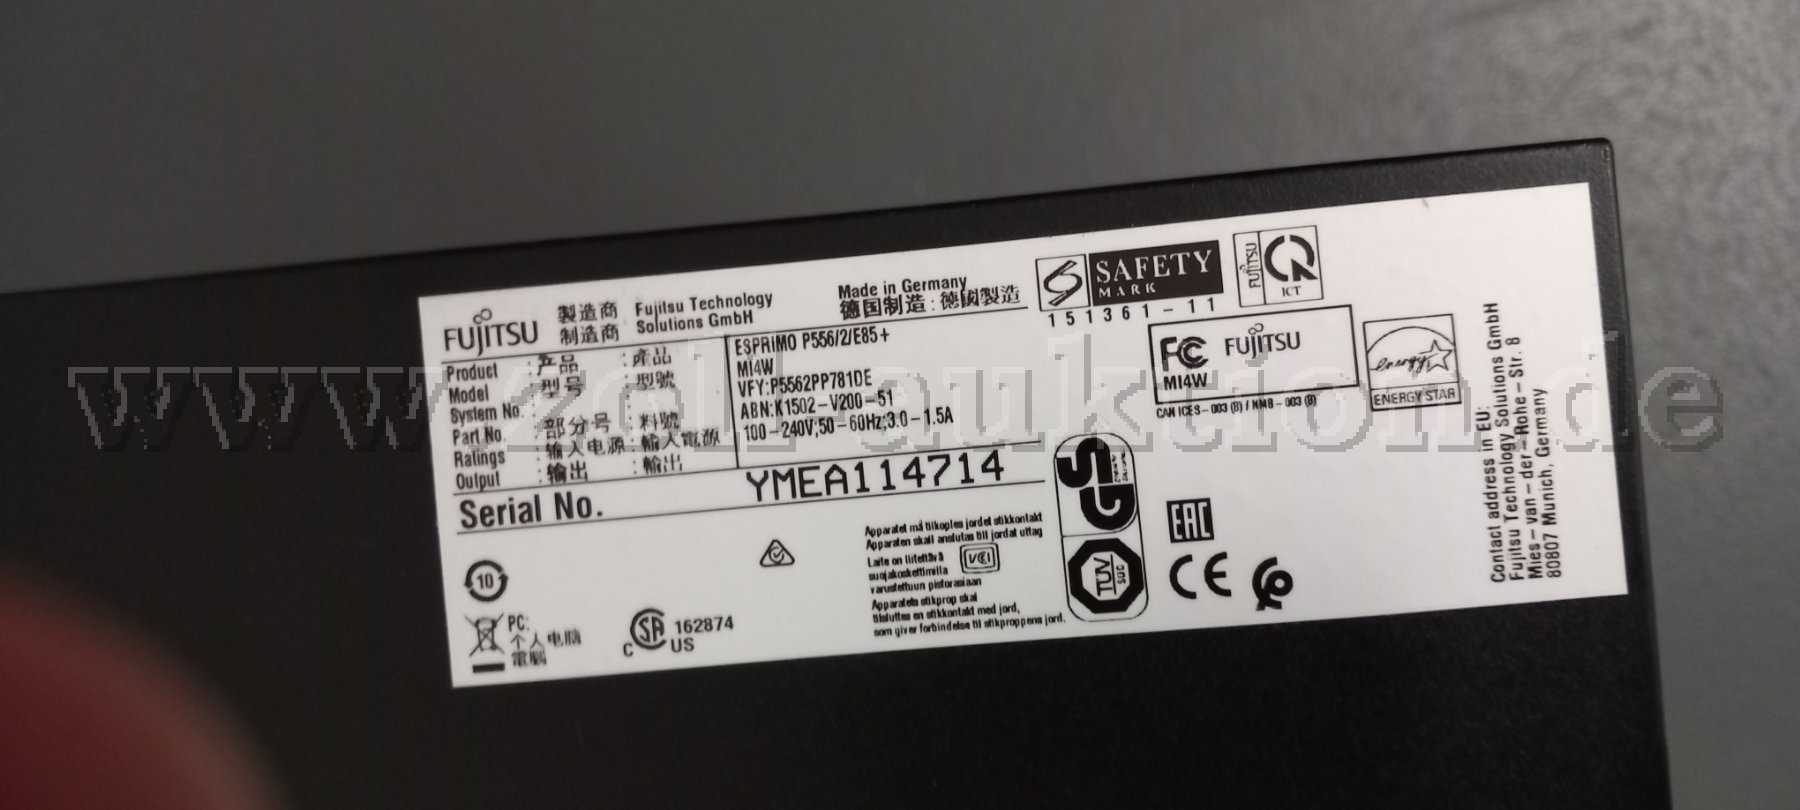 FUJITSU 製造商 Fujitsu Technology Made in Germany
制造商 Solutions GmbH 德国制造 : 德國製造
Product : 产品 : 產品 ESPRIMO P556/2/E85+
Model : 型号 : 型號 MI4W
System No. VFY:P5562PP781DE
Part No. : 部分号 : 料號 ABN:K1502-V200-51
Ratings : 输入电源 : 輸入電源 100-240V;50-60Hz;3.0-1.5A
Output : 输出 : 輸出
Serial No. YMEA114714
SAFETY
MARK
151361-11
FUJITSU
ICT
FC FUJITSU
MI4W
CAN ICES-003 (B) / NMB-003 (B)
energy
ENERGY STAR
Contact address in EU:
Fujitsu Technology Solutions GmbH
Mies-van-der-Rohe-Str. 8
80807 Munich, Germany
10
PC:
个人电脑
電腦
C SA US 162874
Apparatet må tilkoples jordet stikkontakt
Apparaten skall anslutas till jordat uttag
Laite on liitettävä
suojakoskettimilla
varustettuun pistorasiaan
VCI
Apparatets stikprop skal
tilsluttes en stikkontakt med jord,
som giver forbindelse til stikproppens jord.
GS
TÜV
SÜD
EAC
CE
www.zoll-auktion.de